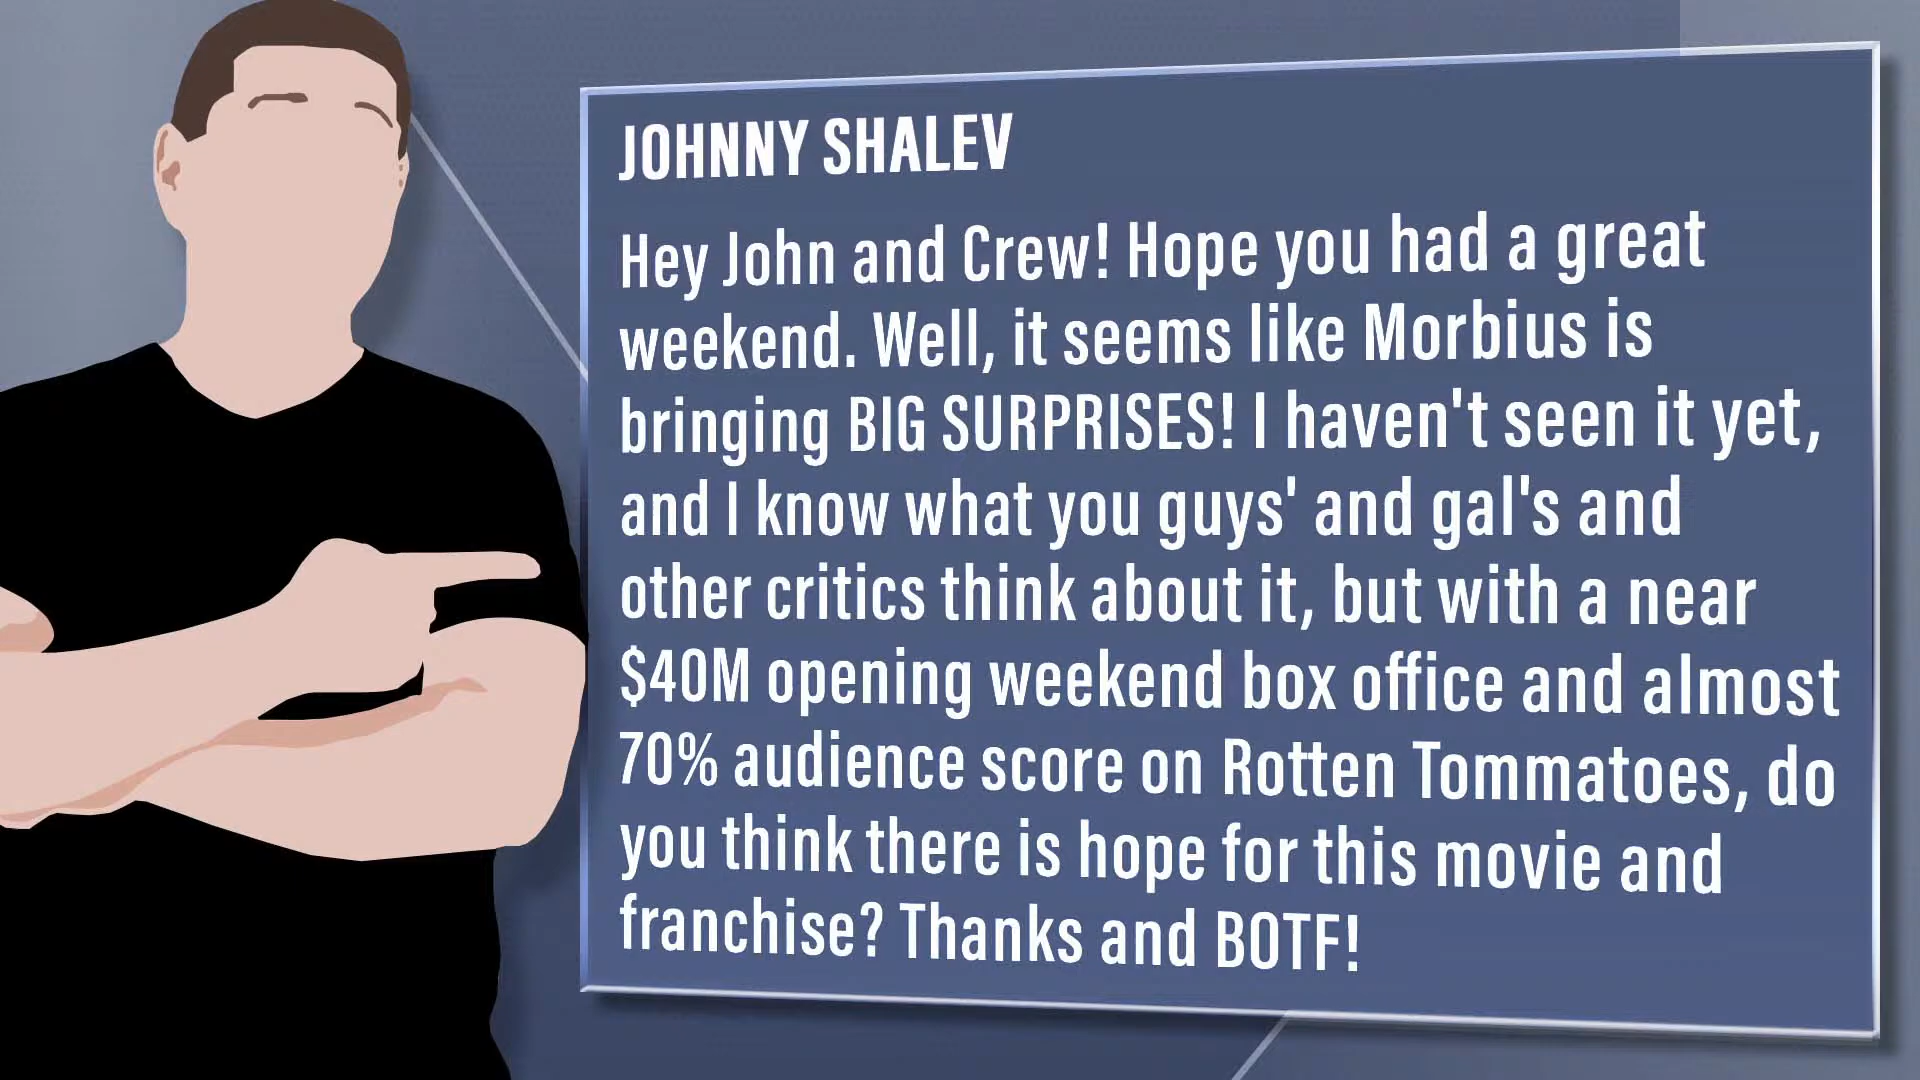 JOHNNY SHALEV
Hey John and Crew! Hope you had a great
weekend. Well, it seems like Morbius is
bringing BIG SURPRISES! I haven't seen it yet,
and I know what you guys' and gal's and
other critics think about it, but with a near
$40M opening weekend box office and almost
70% audience score on Rotten Tommatoes, do
you think there is hope for this movie and
franchise? Thanks and BOTF!